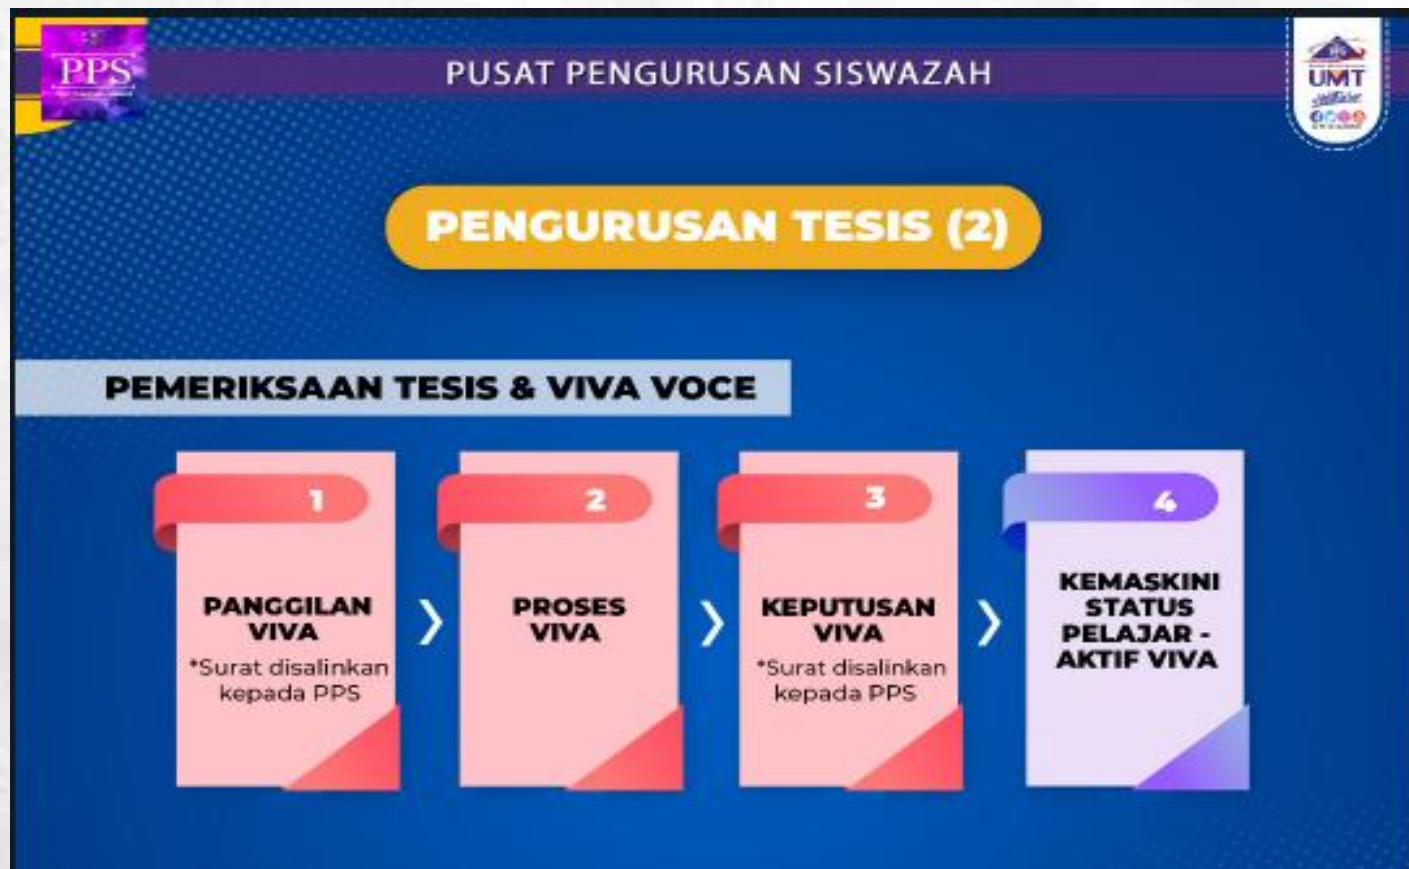 PPS
PUSAT PENGURUSAN SISWAZAH
UMT
PENGURUSAN TESIS (2)
PEMERIKSAAN TESIS & VIVA VOCE
1
PANGGILAN
VIVA
*Surat disalinkan
kepada PPS
2
PROSES
VIVA
3
KEPUTUSAN
VIVA
*Surat disalinkan
kepada PPS
4
KEMASKINI
STATUS
PELAJAR -
AKTIF VIVA